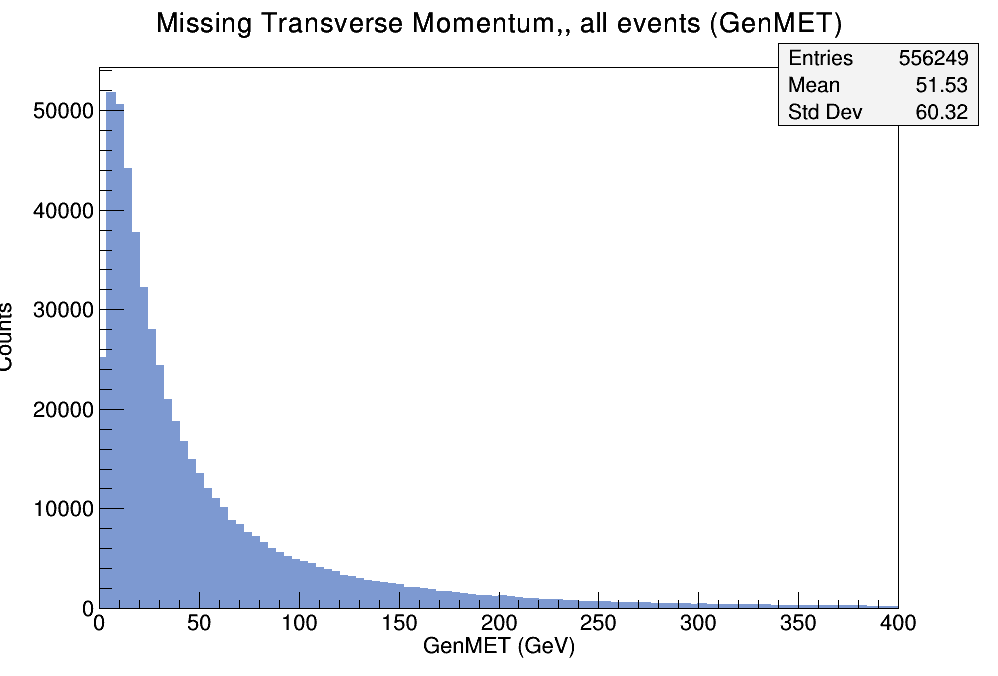 Missing Transverse Momentum,, all events (GenMET)
Entries 556249
Mean 51.53
Std Dev 60.32
50000
40000
30000
20000
10000
0
Counts
0 50 100 150 200 250 300 350 400
GenMET (GeV)